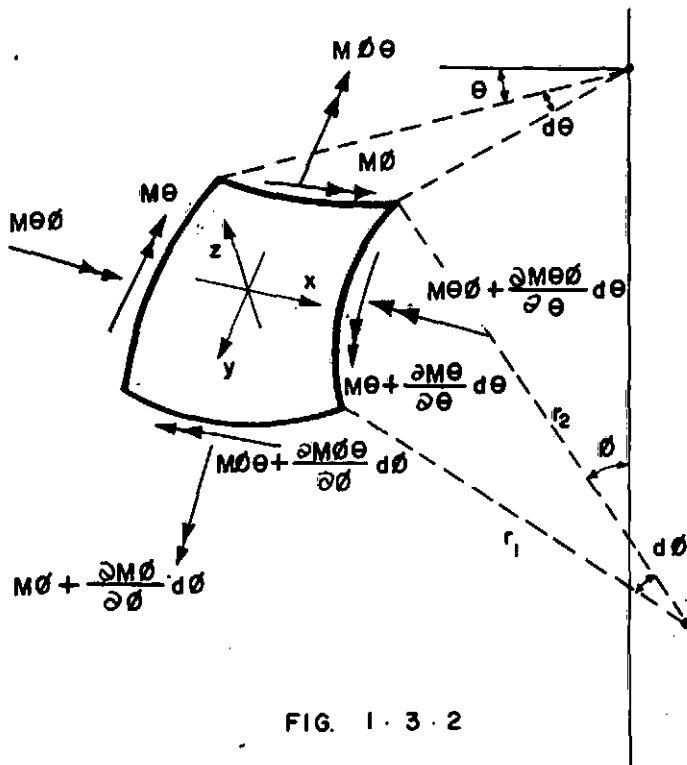 MØθ
θ
dθ
MØ
Mθ
MθØ
z
x
y
MθØ + ∂MθØ/∂θ dθ
Mθ + ∂Mθ/∂θ dθ
r₂
Ø
MØθ + ∂MØθ/∂Ø dØ
r₁
dØ
MØ + ∂MØ/∂Ø dØ
FIG. 1·3·2